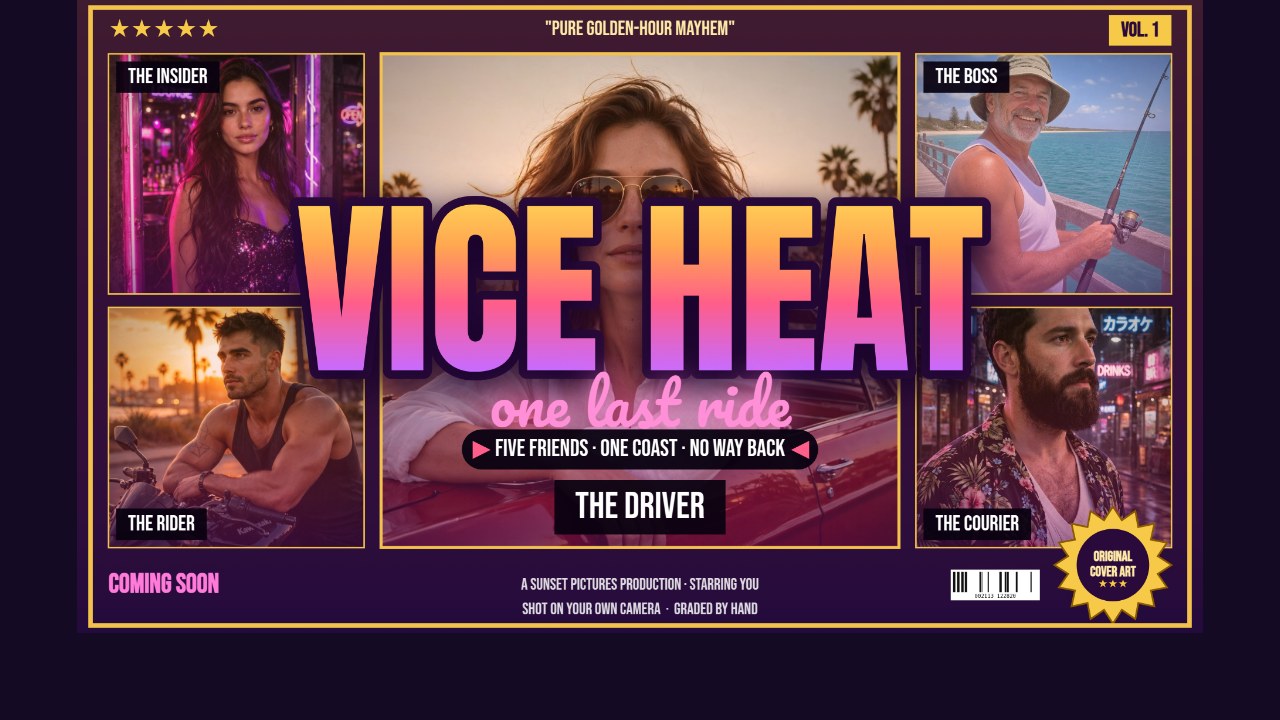 "PURE GOLDEN-HOUR MAYHEM"
VOL. 1
THE INSIDER
OPEN
THE BOSS
VICE HEAT
one last ride
FIVE FRIENDS · ONE COAST · NO WAY BACK
THE DRIVER
THE RIDER
カラオケ
DRINKS
THE COURIER
COMING SOON
A SUNSET PICTURES PRODUCTION · STARRING YOU
SHOT ON YOUR OWN CAMERA · GRADED BY HAND
ORIGINAL
COVER ART